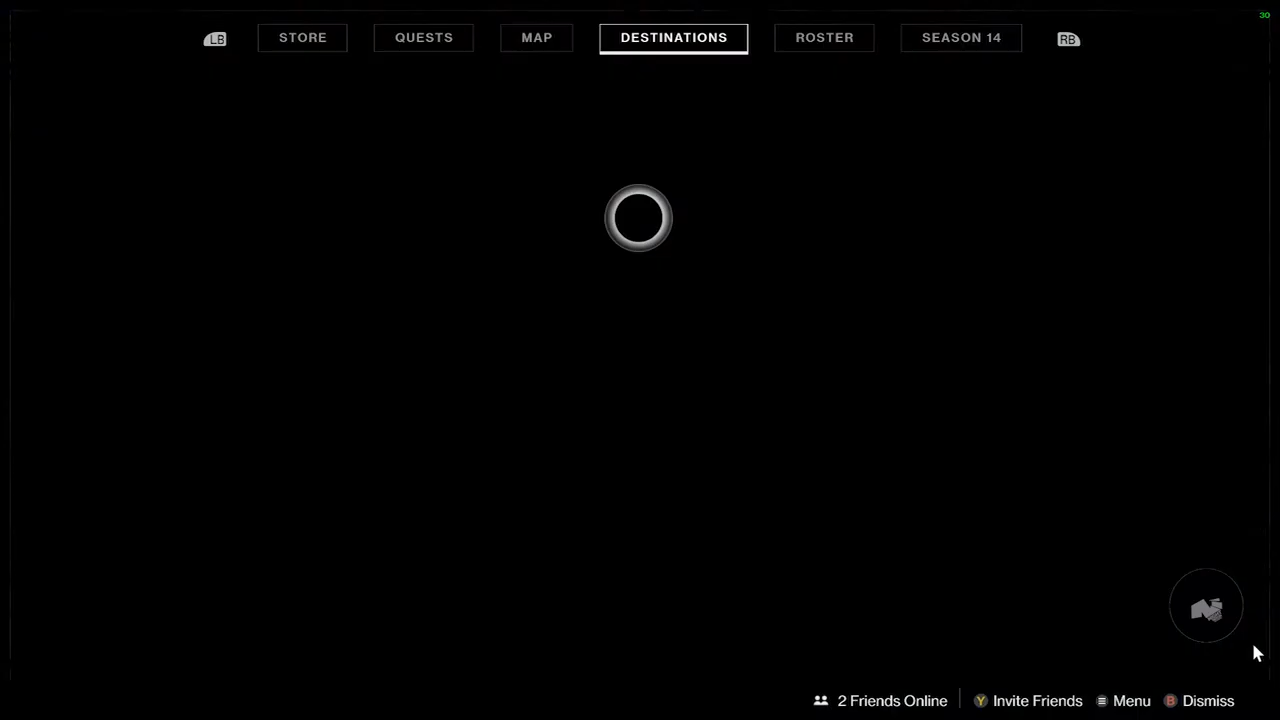 30
LB STORE QUESTS MAP DESTINATIONS ROSTER SEASON 14 RB
2 Friends Online Y Invite Friends Menu B Dismiss